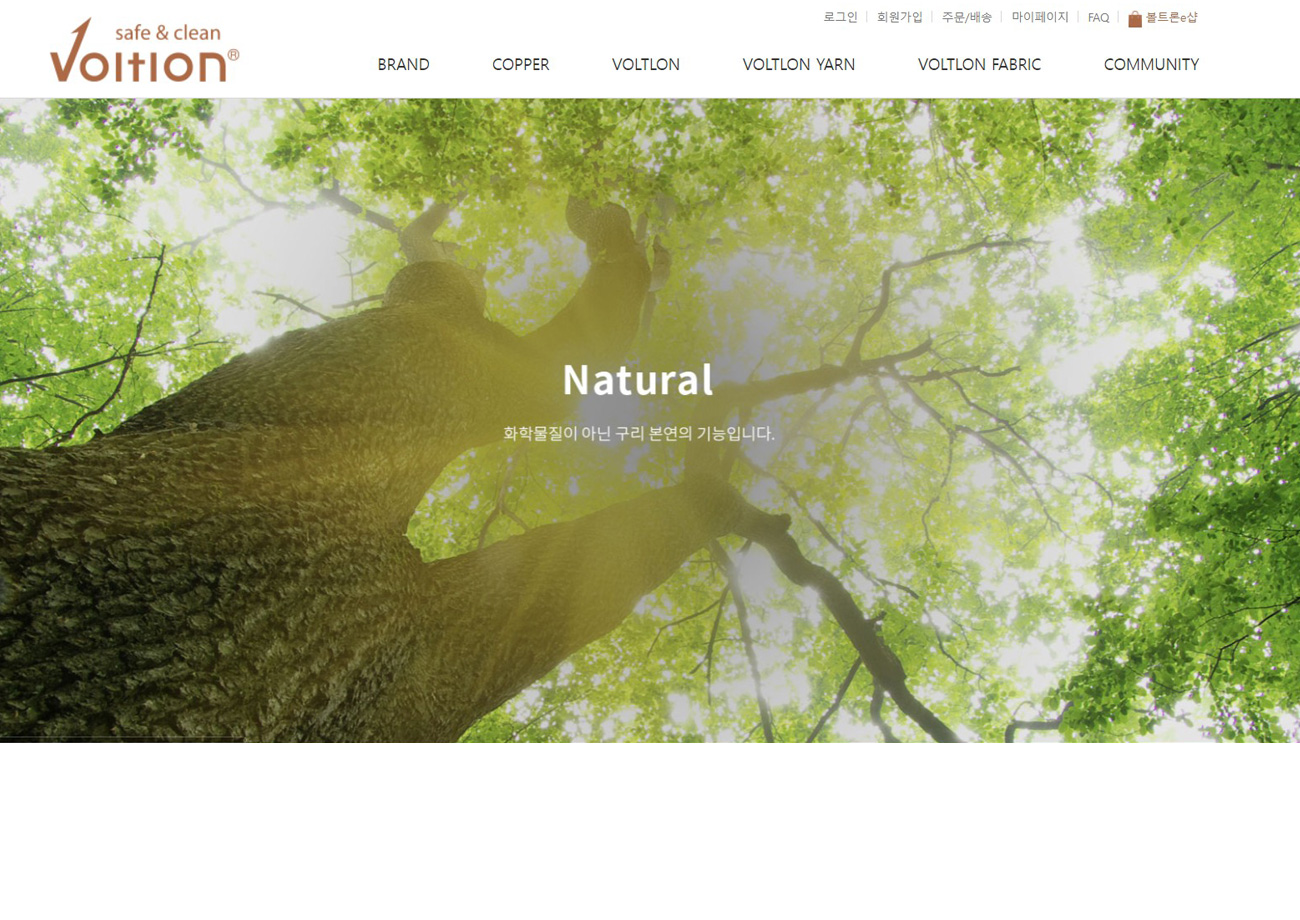 safe & clean
Voltlon®
로그인
회원가입
주문/배송
마이페이지
FAQ
볼트론e샵
BRAND
COPPER
VOLTLON
VOLTLON YARN
VOLTLON FABRIC
COMMUNITY
Natural
화학물질이 아닌 구리 본연의 기능입니다.